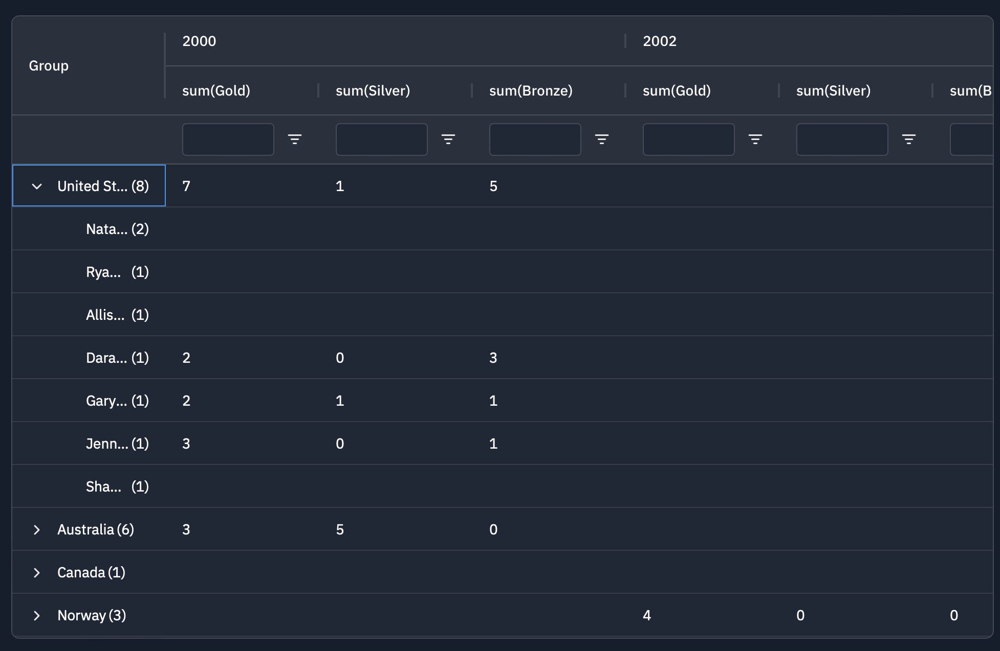 Group 2000 2002
sum(Gold) sum(Silver) sum(Bronze) sum(Gold) sum(Silver) sum(B
United St... (8) 7 1 5
Nata... (2)
Rya... (1)
Allis... (1)
Dara... (1) 2 0 3
Gary... (1) 2 1 1
Jenn... (1) 3 0 1
Sha... (1)
Australia (6) 3 5 0
Canada (1)
Norway (3) 4 0 0